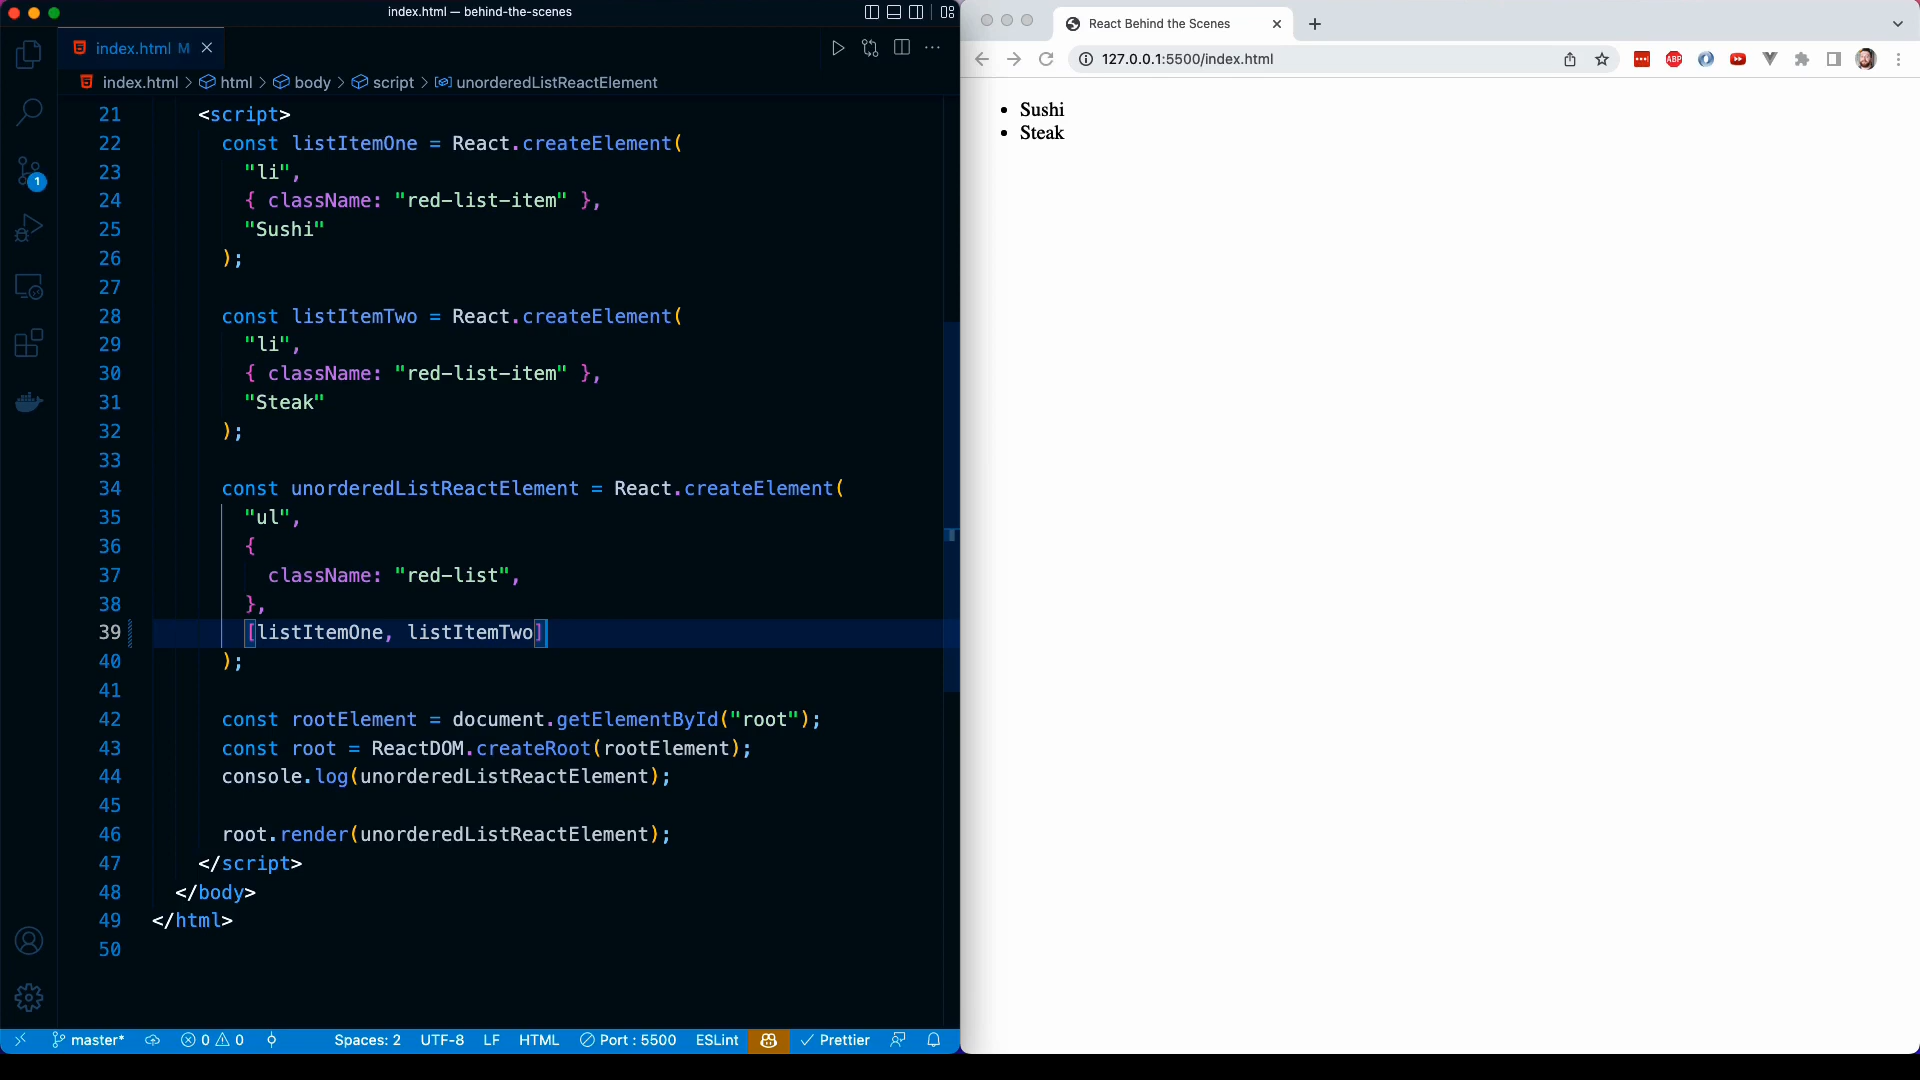 index.html — behind-the-scenes
index.html M
index.html > html > body > script > unorderedListReactElement
21 <script>
22 const listItemOne = React.createElement(
23 "li",
24 { className: "red-list-item" },
25 "Sushi"
26 );
27
28 const listItemTwo = React.createElement(
29 "li",
30 { className: "red-list-item" },
31 "Steak"
32 );
33
34 const unorderedListReactElement = React.createElement(
35 "ul",
36 {
37 className: "red-list",
38 },
39 [listItemOne, listItemTwo]
40 );
41
42 const rootElement = document.getElementById("root");
43 const root = ReactDOM.createRoot(rootElement);
44 console.log(unorderedListReactElement);
45
46 root.render(unorderedListReactElement);
47 </script>
48 </body>
49 </html>
50
1
master* 0 0 Spaces: 2 UTF-8 LF HTML Port : 5500 ESLint Prettier
React Behind the Scenes
127.0.0.1:5500/index.html
ABP
• Sushi
• Steak